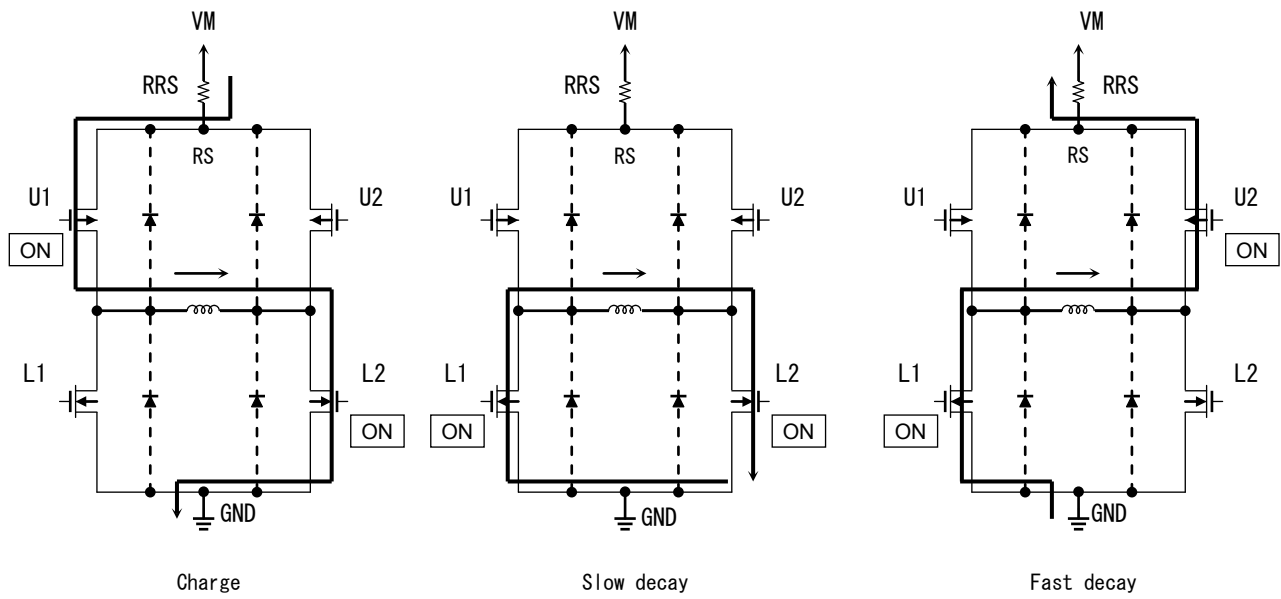 VM
RRS
RS
U1
U2
ON
L1
L2
ON
GND
Charge
VM
RRS
RS
U1
U2
L1
L2
ON
ON
GND
Slow decay
VM
RRS
RS
U1
U2
ON
L1
L2
ON
GND
Fast decay